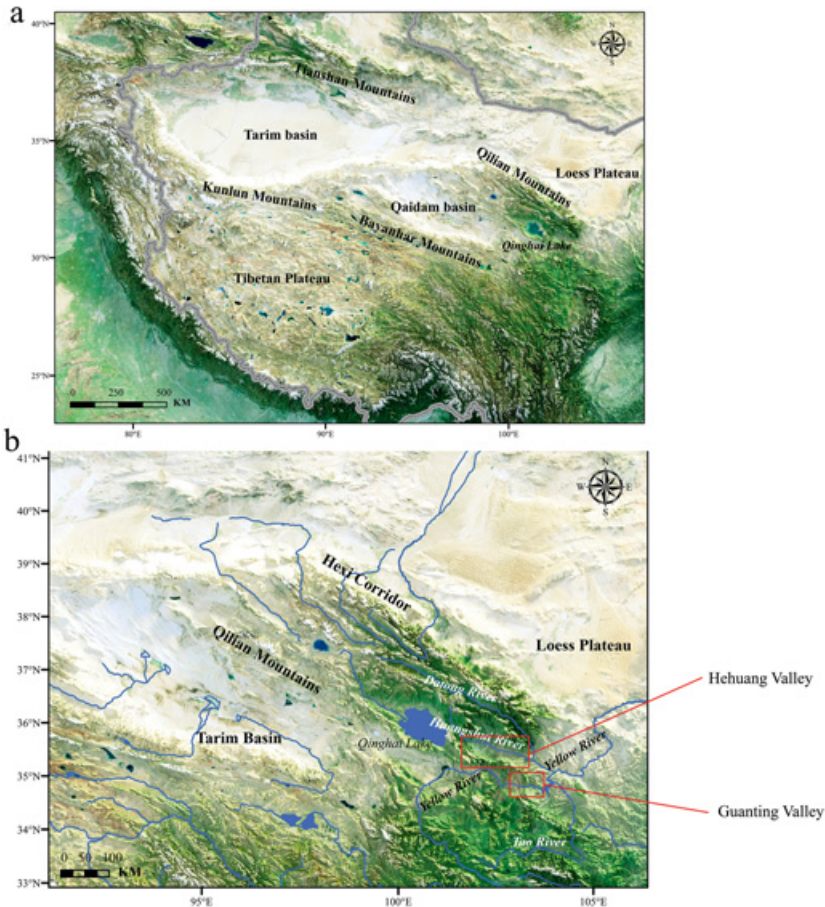 a
40°N
35°N
30°N
25°N
80°E
90°E
100°E
N
W E
S
Tianshan Mountains
Tarim basin
Qilian Mountains
Loess Plateau
Kunlun Mountains
Qaidam basin
Bayanhar Mountains
Qinghai Lake
Tibetan Plateau
0 250 500
KM
b
41°N
40°N
39°N
38°N
37°N
36°N
35°N
34°N
33°N
95°E
100°E
105°E
N
W E
S
Hexi Corridor
Qilian Mountains
Loess Plateau
Datong River
Hehuang Valley
Huangshui River
Tarim Basin
Qinghai Lake
Yellow River
Yellow River
Guanting Valley
Tao River
0 50 100
KM